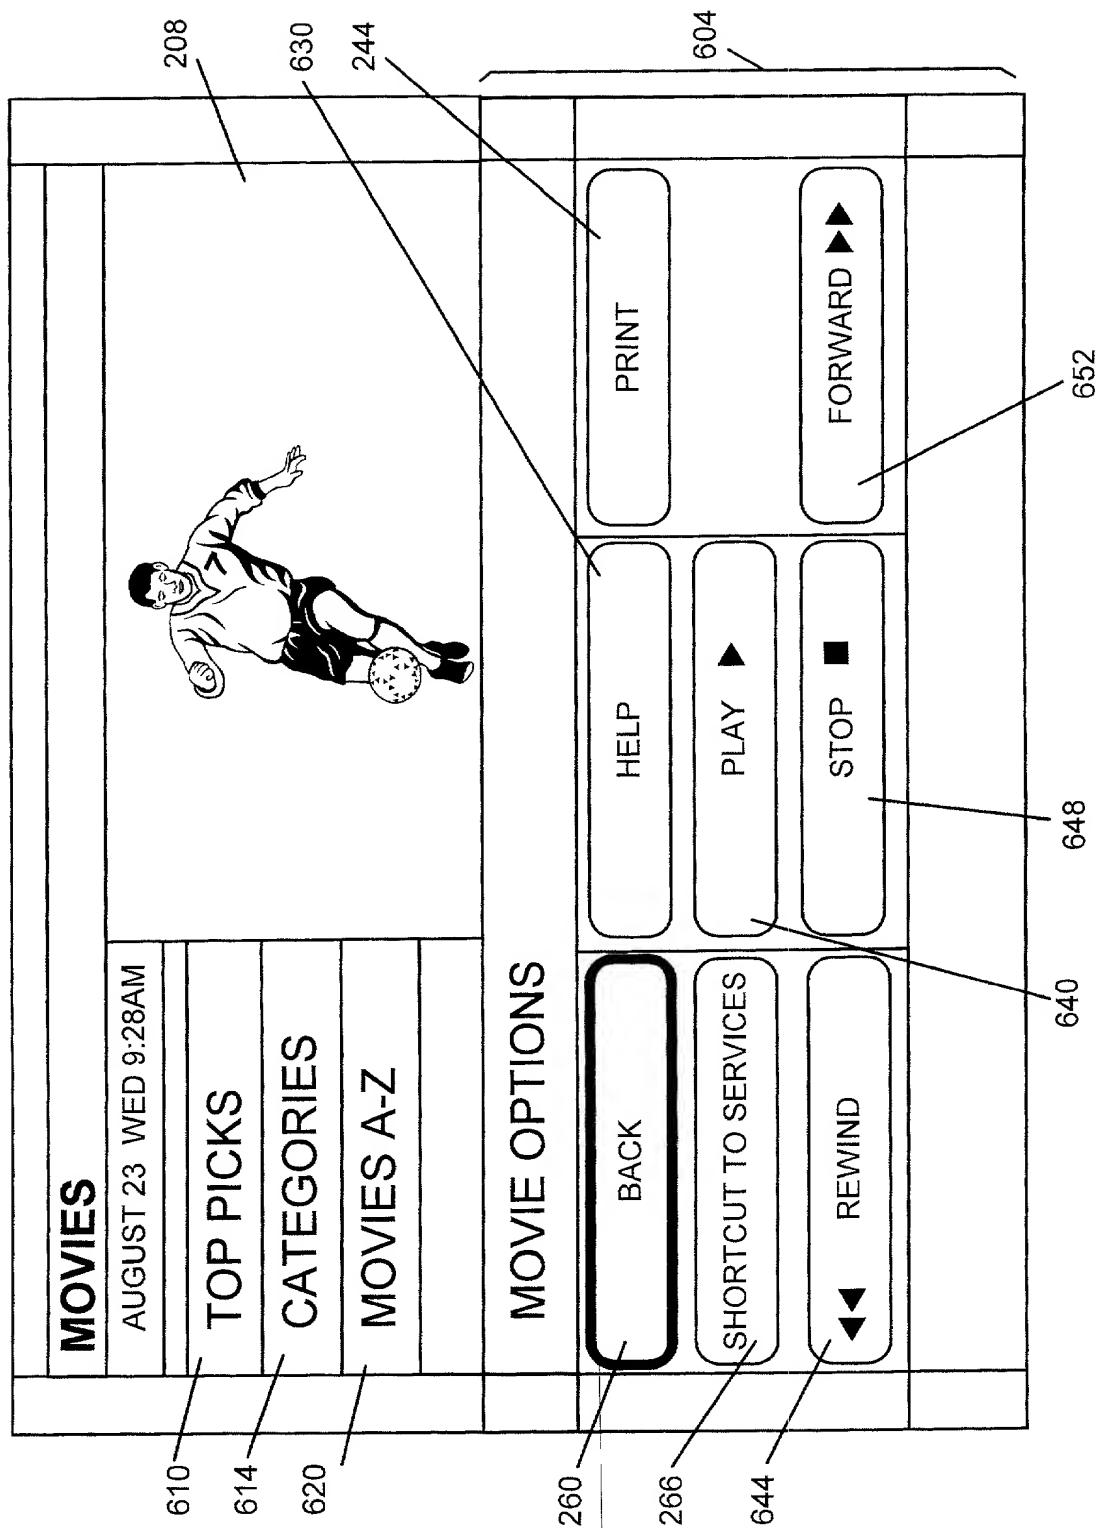 208
630
244
604
MOVIES
AUGUST 23 WED 9:28AM
610
TOP PICKS
614
CATEGORIES
620
MOVIES A-Z
MOVIE OPTIONS
260
BACK
HELP
PRINT
266
SHORTCUT TO SERVICES
PLAY
644
REWIND
STOP
FORWARD
640
648
652